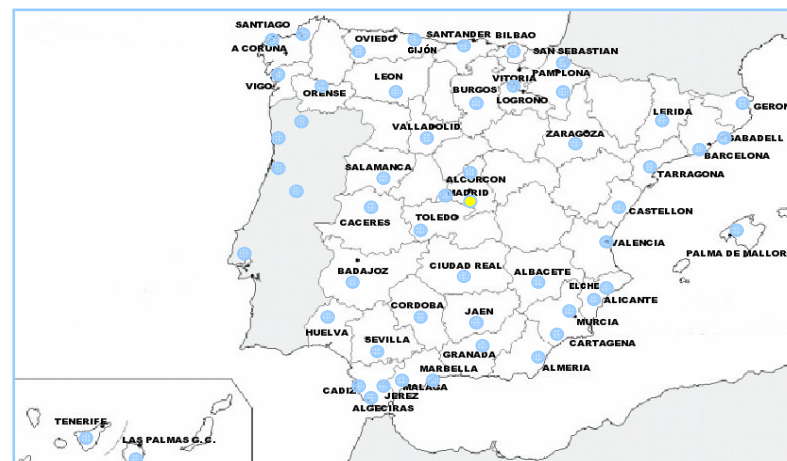 SANTIAGO
A CORUÑA
OVIEDO
GIJÓN
SANTANDER
BILBAO
SAN SEBASTIAN
VITORIA
PAMPLONA
VIGO
ORENSE
LEON
BURGOS
LOGROÑO
LERIDA
GERON
VALLADOLID
ZARAGOZA
SABADELL
BARCELONA
SALAMANCA
ALCORCON
TARRAGONA
MADRID
CACERES
TOLEDO
CASTELLON
VALENCIA
PALMA DE MALLOR
BADAJOZ
CIUDAD REAL
ALBACETE
ELCHE
ALICANTE
CORDOBA
JAEN
MURCIA
HUELVA
SEVILLA
CARTAGENA
GRANADA
MARBELLA
ALMERIA
CADIZ
MALAGA
JEREZ
ALGECIRAS
TENERIFE
LAS PALMAS G.C.